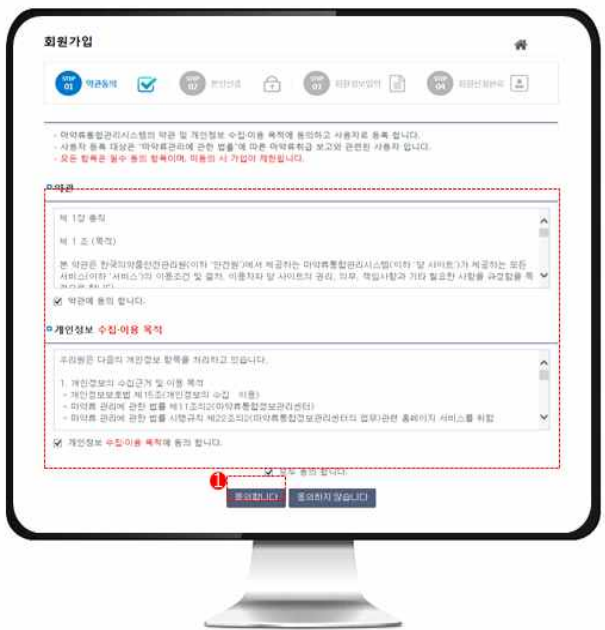 회원가입
STEP 01 약관동의
STEP 02 본인인증
STEP 03 회원정보입력
STEP 04 회원신청완료
- 마약류통합관리시스템의 약관 및 개인정보 수집·이용 목적에 동의하고 사용자로 등록 합니다.
- 사용자 등록 대상은 "마약류관리에 관한 법률"에 따른 마약류취급 보고와 관련된 사용자 입니다.
- 모든 항목은 필수 동의 항목이며, 미동의 시 가입이 제한됩니다.
약관
제 1장 총칙
제 1 조 (목적)
본 약관은 한국의약품안전관리원(이하 "안전원")에서 제공하는 마약류통합관리시스템(이하 "당 사이트")가 제공하는 모든
서비스(이하 "서비스")의 이용조건 및 절차, 이용자와 당 사이트의 권리, 의무, 책임사항과 기타 필요한 사항을 규정함을 목
적으로 합니다
약관에 동의 합니다.
개인정보 수집·이용 목적
우리원은 다음의 개인정보 항목을 처리하고 있습니다.
1. 개인정보의 수집근거 및 이용 목적
- 개인정보보호법 제15조(개인정보의 수집 이용)
- 마약류 관리에 관한 법률 제11조의2(마약류통합정보관리센터)
- 마약류 관리에 관한 법률 시행규칙 제22조의2(마약류통합정보관리센터의 업무)관련 홈페이지 서비스를 위함
개인정보 수집·이용 목적에 동의 합니다.
모두 동의 합니다.
1
동의합니다 동의하지 않습니다